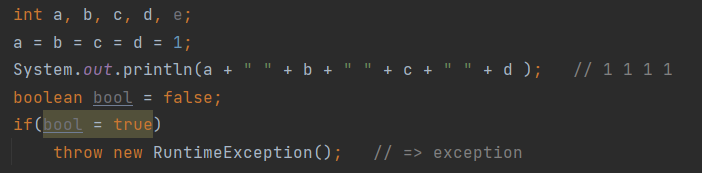 int a, b, c, d, e;
a = b = c = d = 1;
System.out.println(a + " " + b + " " + c + " " + d );   // 1 1 1 1
boolean bool = false;
if(bool = true)
    throw new RuntimeException();   // => exception